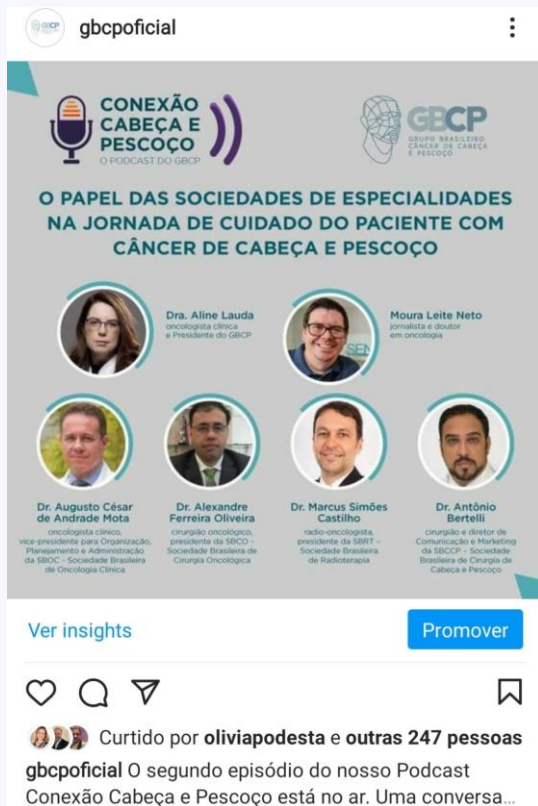 gbcpoficial
CONEXÃO
CABEÇA E
PESCOÇO
O PODCAST DO GBCP
GBCP
GRUPO BRASILEIRO
CÂNCER DE CABEÇA
E PESCOÇO
O PAPEL DAS SOCIEDADES DE ESPECIALIDADES
NA JORNADA DE CUIDADO DO PACIENTE COM
CÂNCER DE CABEÇA E PESCOÇO
Dra. Aline Lauda
oncologista clínica
e Presidente do GBCP
Moura Leite Neto
jornalista e doutor
em oncologia
Dr. Augusto César
de Andrade Mota
oncologista clínico,
vice-presidente para Organização,
Planejamento e Administração
da SBOC - Sociedade Brasileira
de Oncologia Clínica
Dr. Alexandre
Ferreira Oliveira
cirurgião oncológico,
presidente da SBCO -
Sociedade Brasileira de
Cirurgia Oncológica
Dr. Marcus Simões
Castilho
radio-oncologista,
presidente da SBRT -
Sociedade Brasileira
de Radioterapia
Dr. Antônio
Bertelli
cirurgião e diretor de
Comunicação e Marketing
da SBCCP - Sociedade
Brasileira de Cirurgia de
Cabeça e Pescoço
Ver insights
Promover
Curtido por oliviapodesta e outras 247 pessoas
gbcpoficial O segundo episódio do nosso Podcast
Conexão Cabeça e Pescoço está no ar. Uma conversa...